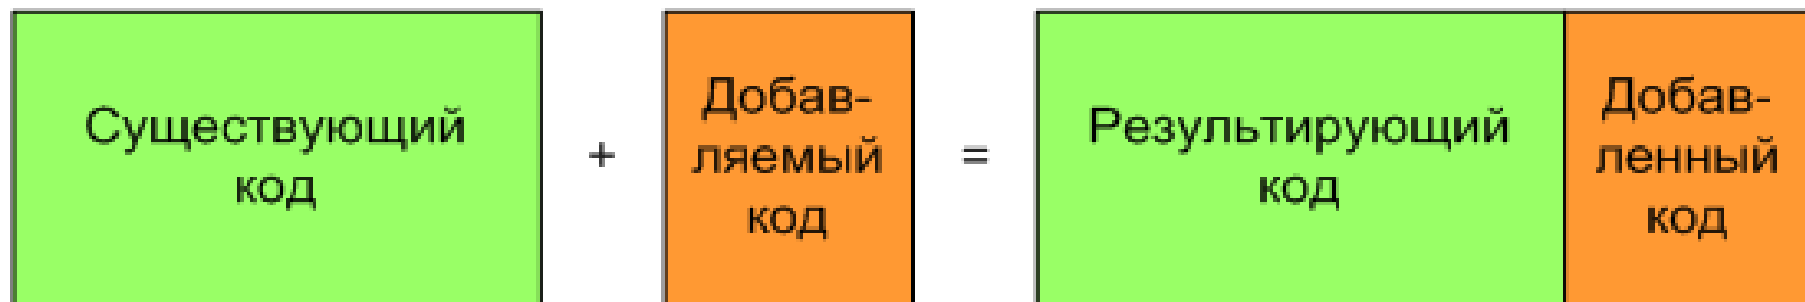 Существующий
код
+
Добав-
ляемый
код
=
Результирующий
код
Добав-
ленный
код